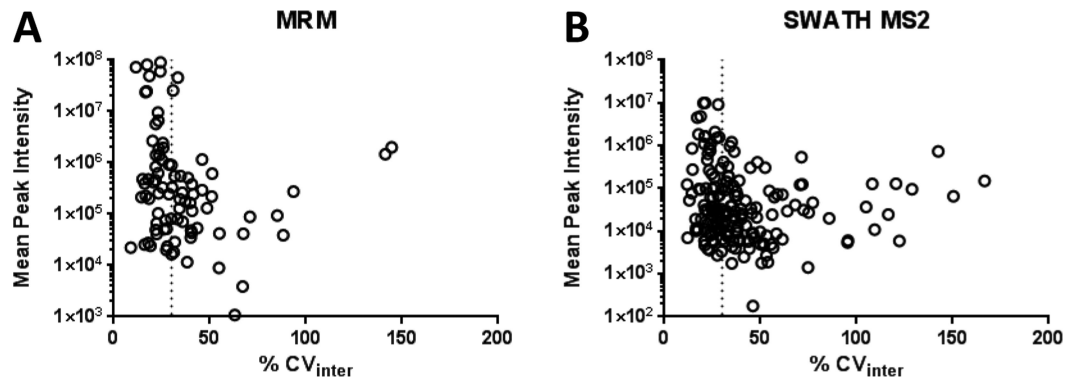 A
MRM
Mean Peak Intensity
1×10⁸
1×10⁷
1×10⁶
1×10⁵
1×10⁴
1×10³
0 50 100 150 200
% CVinter
B
SWATH MS2
Mean Peak Intensity
1×10⁸
1×10⁷
1×10⁶
1×10⁵
1×10⁴
1×10³
1×10²
0 50 100 150 200
% CVinter